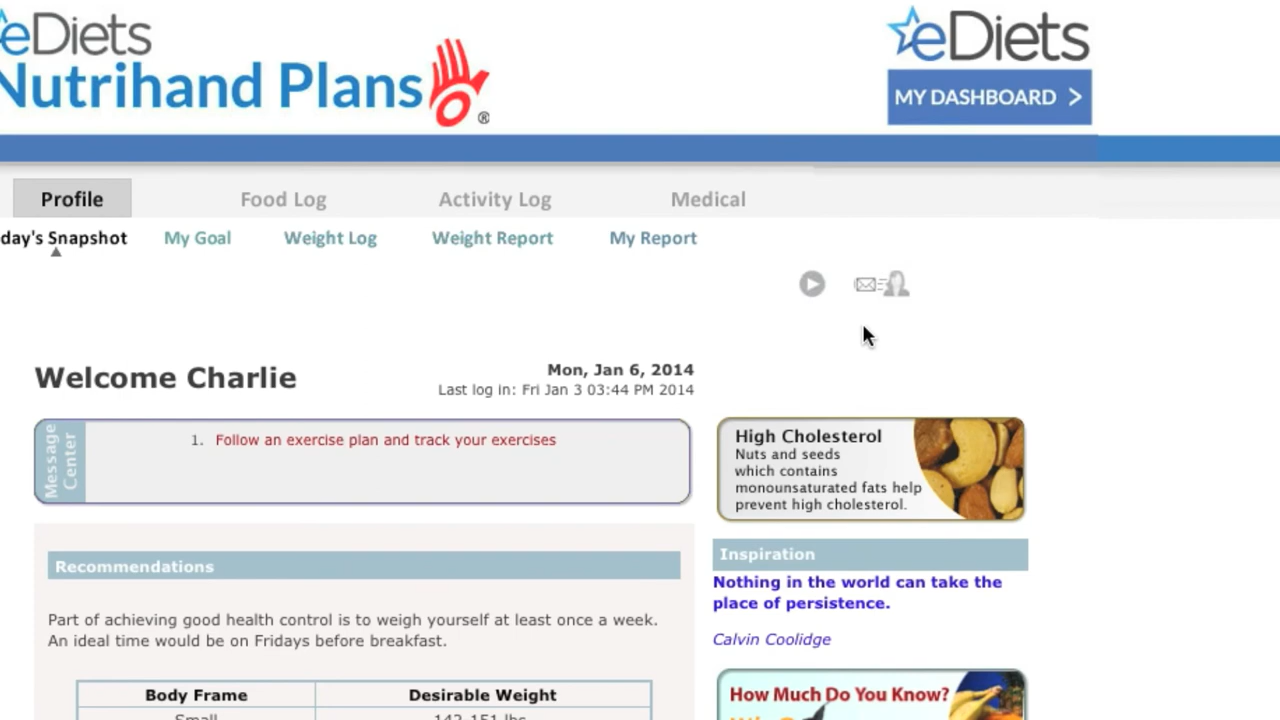 eDiets
Nutrihand Plans
®
eDiets
MY DASHBOARD >
Profile
Food Log
Activity Log
Medical
day's Snapshot
My Goal
Weight Log
Weight Report
My Report
Welcome Charlie
Mon, Jan 6, 2014
Last log in: Fri Jan 3 03:44 PM 2014
Message
Center
1. Follow an exercise plan and track your exercises
High Cholesterol
Nuts and seeds
which contains
monounsaturated fats help
prevent high cholesterol.
Recommendations
Inspiration
Nothing in the world can take the
place of persistence.
Calvin Coolidge
Part of achieving good health control is to weigh yourself at least once a week.
An ideal time would be on Fridays before breakfast.
Body Frame
Desirable Weight
Small
142-151 lbs
How Much Do You Know?